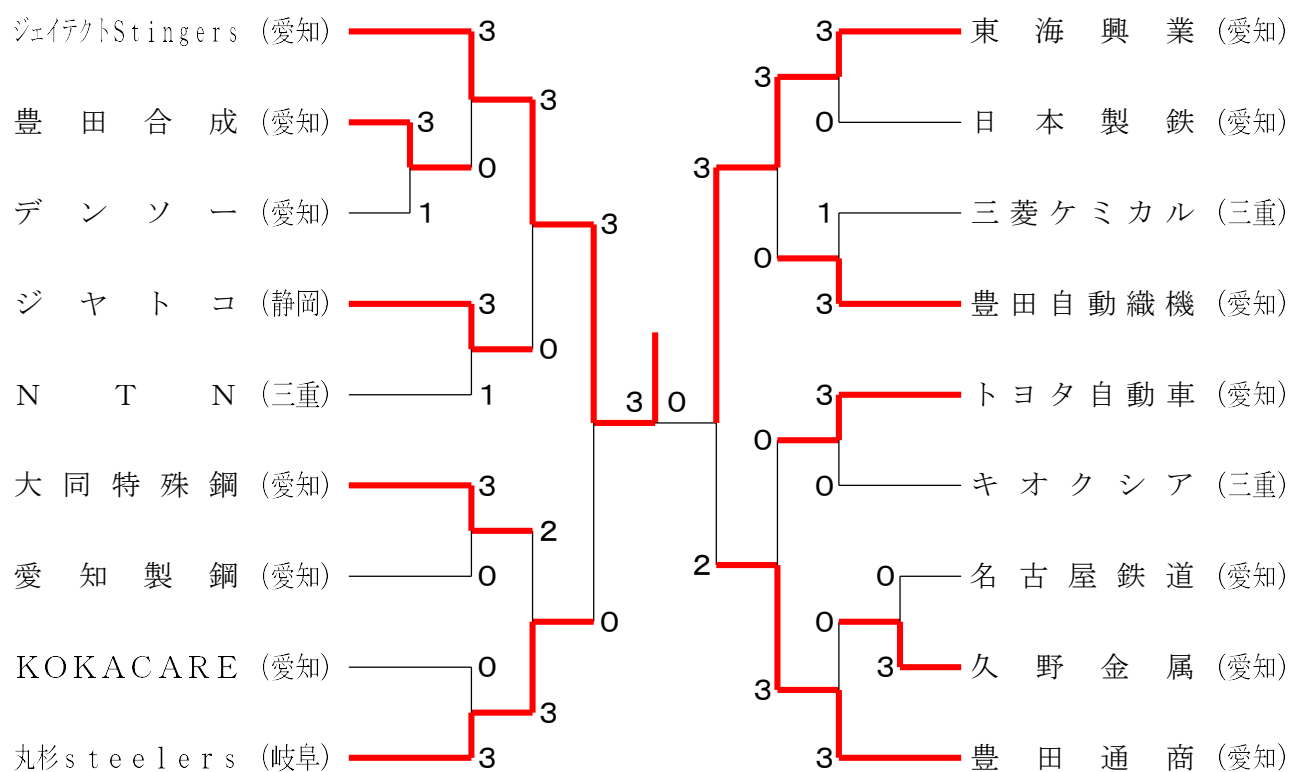 ジェイテクトStingers (愛知) 3
3
豊田合成 (愛知) 3
0
デンソー (愛知) 1
3
ジヤトコ (静岡) 3
0
NTN (三重) 1
3 0
大同特殊鋼 (愛知) 3
2
愛知製鋼 (愛知) 0
0
KOKACARE (愛知) 0
3
丸杉steelers (岐阜) 3
3 東海興業 (愛知)
3
0 日本製鉄 (愛知)
3
1 三菱ケミカル (三重)
0
3 豊田自動織機 (愛知)
3 トヨタ自動車 (愛知)
0
0 キオクシア (三重)
2
0 名古屋鉄道 (愛知)
0
3 久野金属 (愛知)
3
3 豊田通商 (愛知)